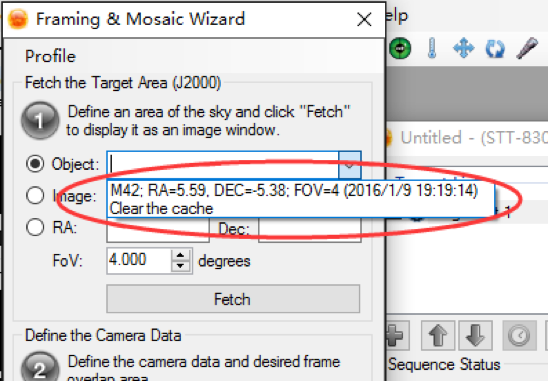 Framing & Mosaic Wizard
elp
Profile
Fetch the Target Area (J2000)
1
Define an area of the sky and click "Fetch"
to display it as an image window.
Untitled - (STT-830
Object:
M42; RA=5.59, DEC=-5.38; FOV=4 (2016/1/9 19:19:14)
Image:
Clear the cache
1
RA:
Dec:
FoV:
4.000
degrees
Fetch
Define the Camera Data
2
Define the camera data and desired frame
overlap area
Sequence Status